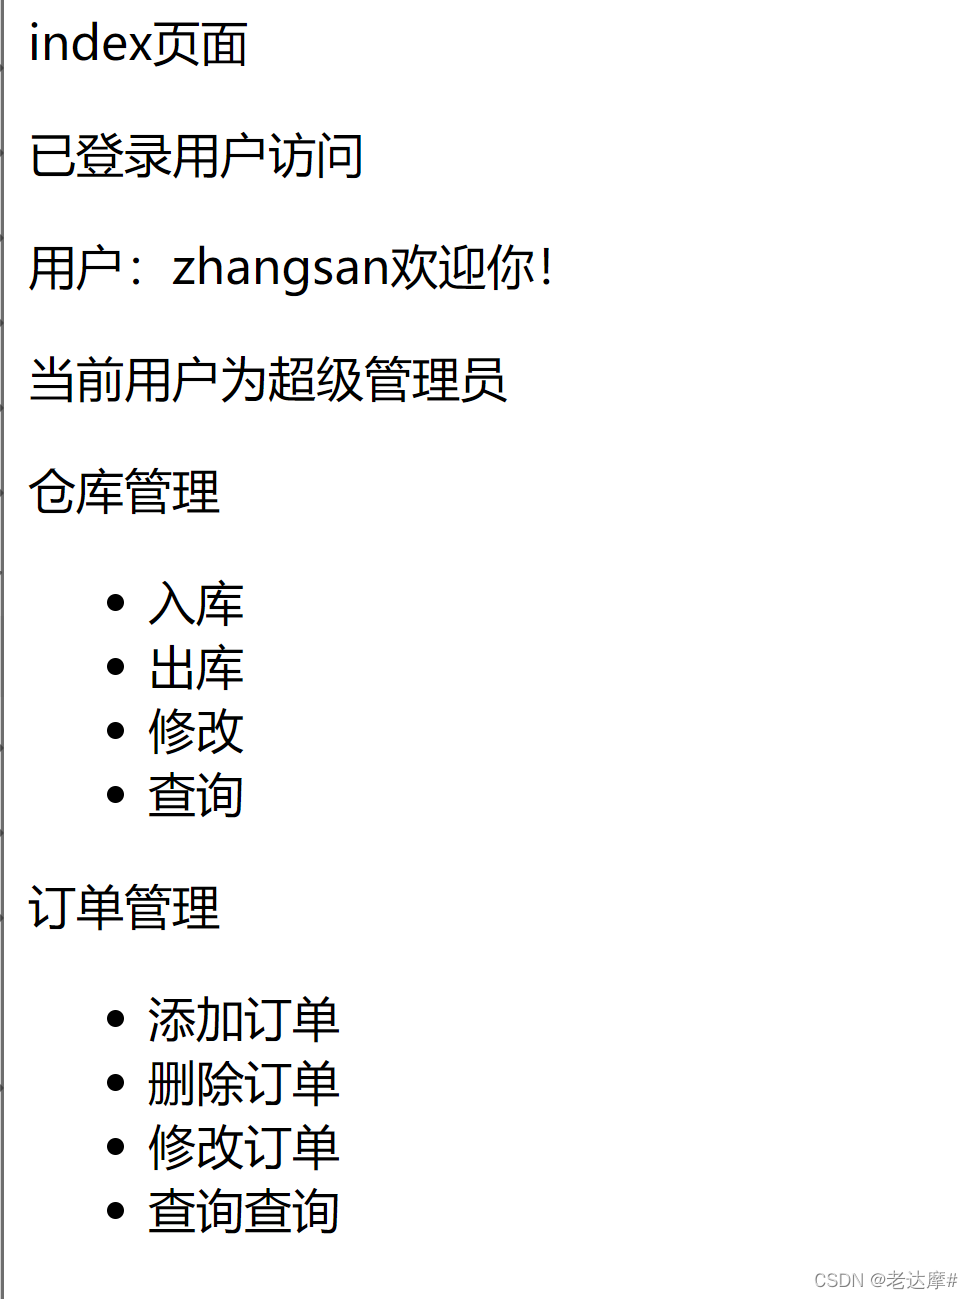 index页面
已登录用户访问
用户：zhangsan欢迎你！
当前用户为超级管理员
仓库管理
入库
出库
修改
查询
订单管理
添加订单
删除订单
修改订单
查询查询
CSDN @老达摩#